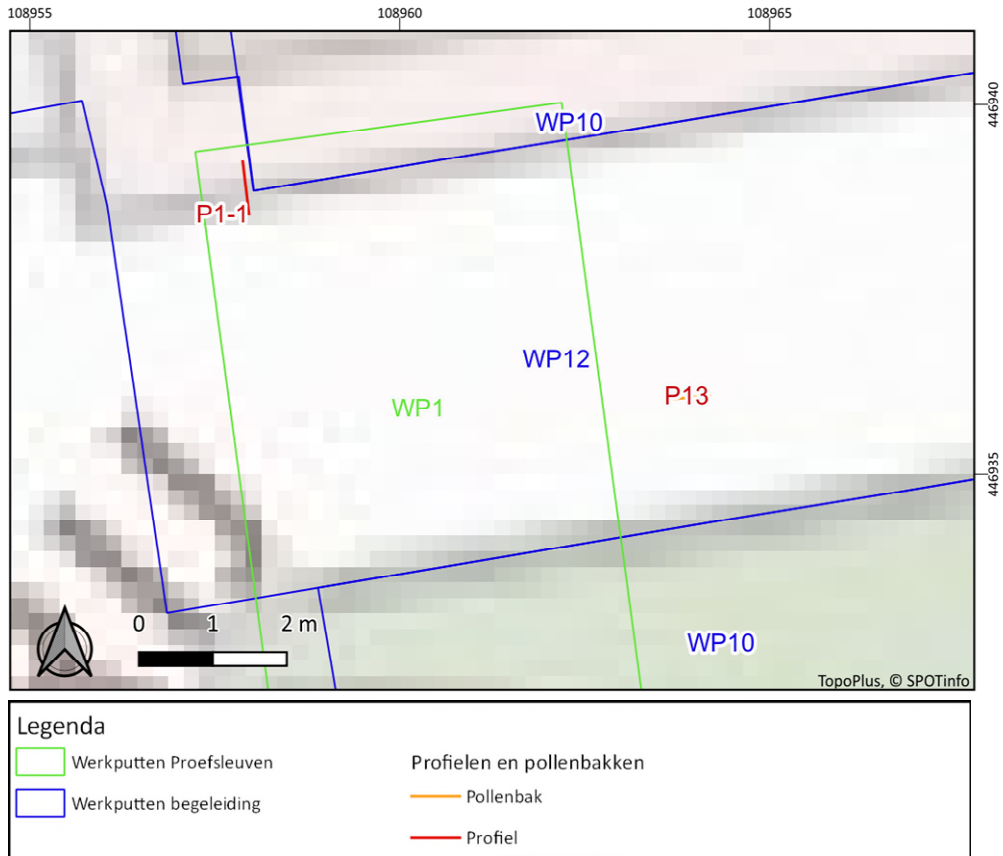 108955 108960 108965
446940
WP10
P1-1
WP12
P13
WP1
446935
0 1 2 m
WP10
TopoPlus, © SPOTinfo
Legenda
Werkputten Proefsleuven
Werkputten begeleiding
Profielen en pollenbakken
Pollenbak
Profiel